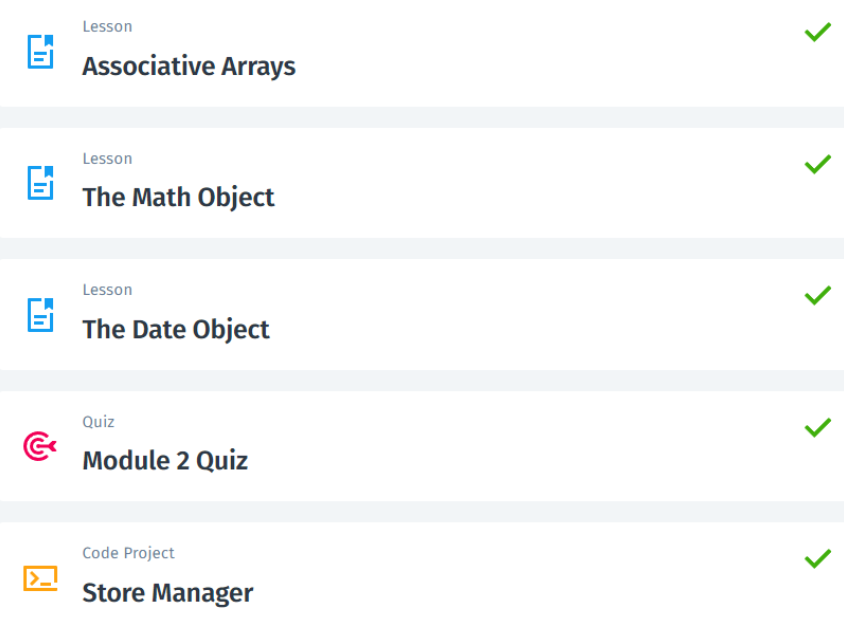 Lesson
Associative Arrays
Lesson
The Math Object
Lesson
The Date Object
Quiz
Module 2 Quiz
Code Project
Store Manager